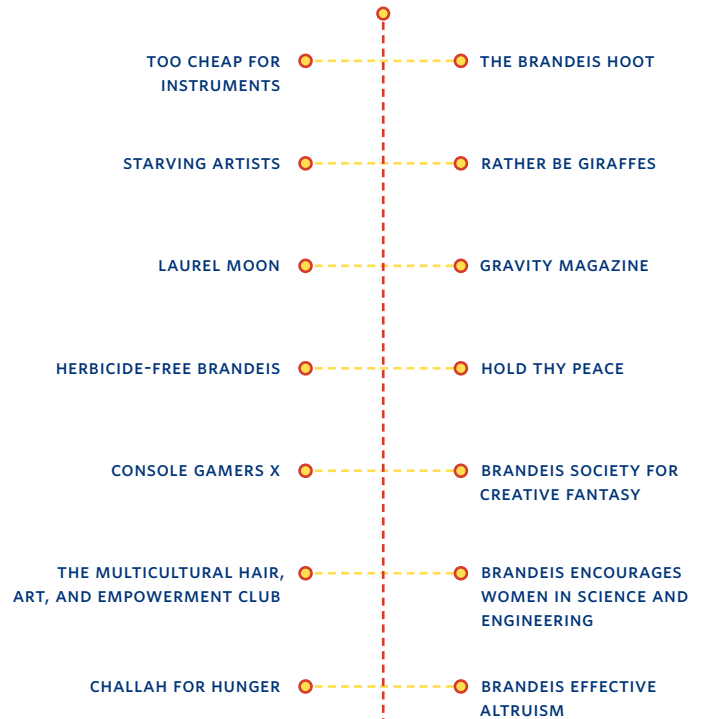 TOO CHEAP FOR
INSTRUMENTS
THE BRANDEIS HOOT
STARVING ARTISTS
RATHER BE GIRAFFES
LAUREL MOON
GRAVITY MAGAZINE
HERBICIDE-FREE BRANDEIS
HOLD THY PEACE
CONSOLE GAMERS X
BRANDEIS SOCIETY FOR
CREATIVE FANTASY
THE MULTICULTURAL HAIR,
ART, AND EMPOWERMENT CLUB
BRANDEIS ENCOURAGES
WOMEN IN SCIENCE AND
ENGINEERING
CHALLAH FOR HUNGER
BRANDEIS EFFECTIVE
ALTRUISM